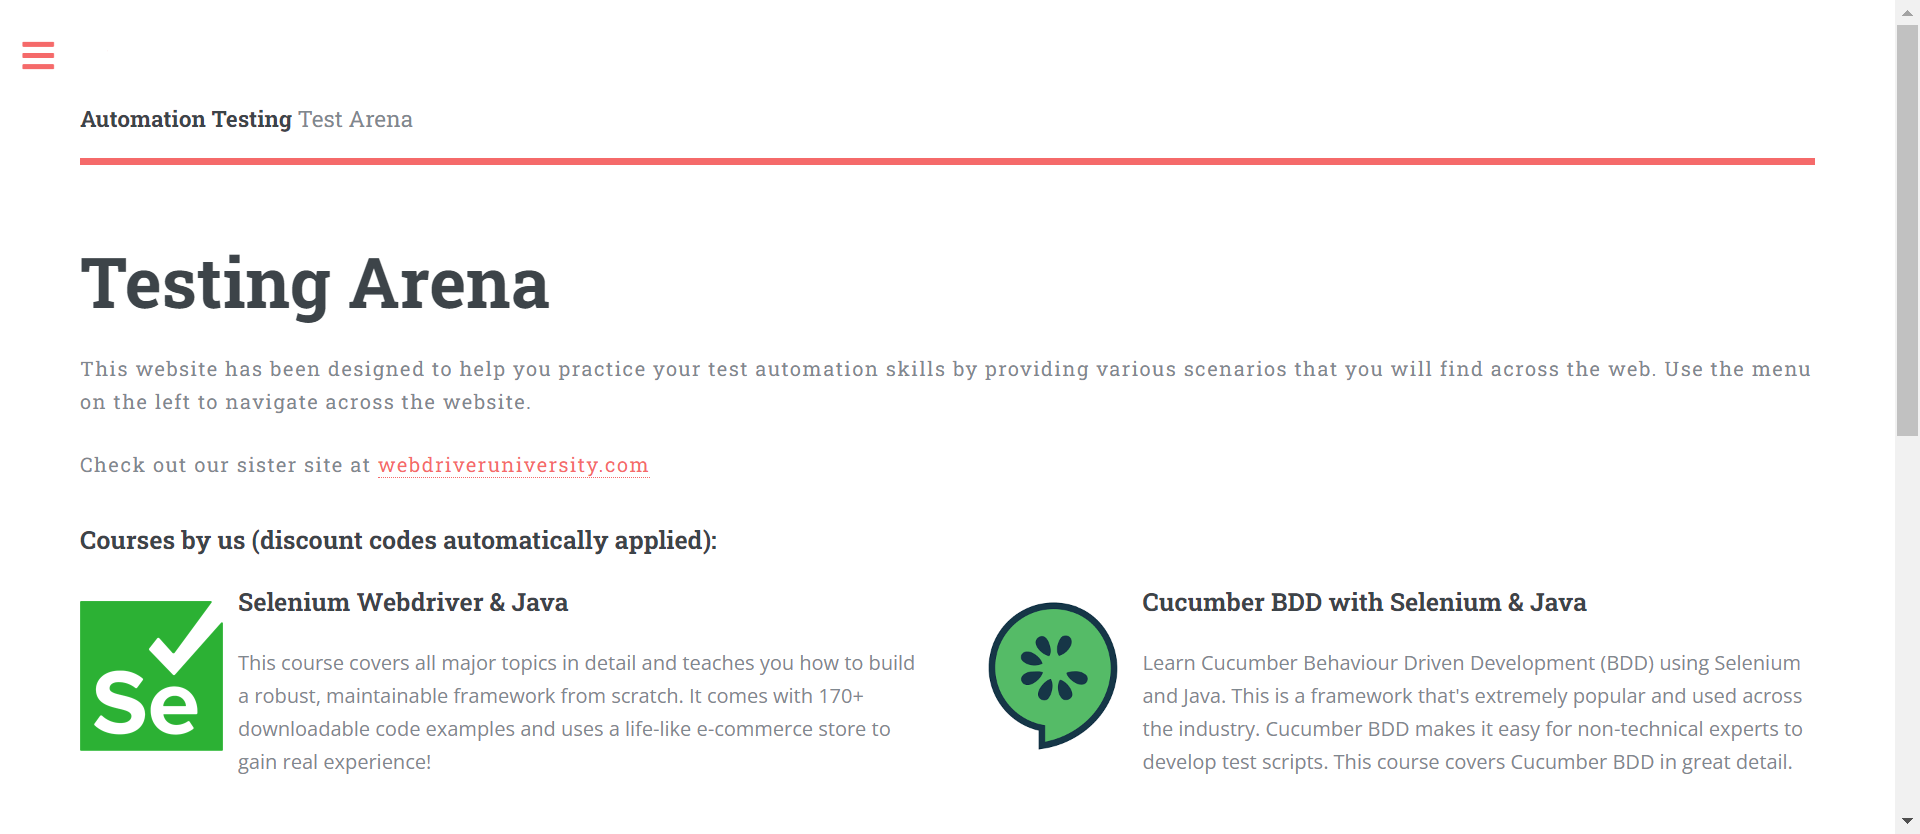 Automation Testing Test Arena
Testing Arena
This website has been designed to help you practice your test automation skills by providing various scenarios that you will find across the web. Use the menu
on the left to navigate across the website.
Check out our sister site at webdriveruniversity.com
Courses by us (discount codes automatically applied):
Se
Selenium Webdriver & Java
This course covers all major topics in detail and teaches you how to build
a robust, maintainable framework from scratch. It comes with 170+
downloadable code examples and uses a life-like e-commerce store to
gain real experience!
Cucumber BDD with Selenium & Java
Learn Cucumber Behaviour Driven Development (BDD) using Selenium
and Java. This is a framework that's extremely popular and used across
the industry. Cucumber BDD makes it easy for non-technical experts to
develop test scripts. This course covers Cucumber BDD in great detail.